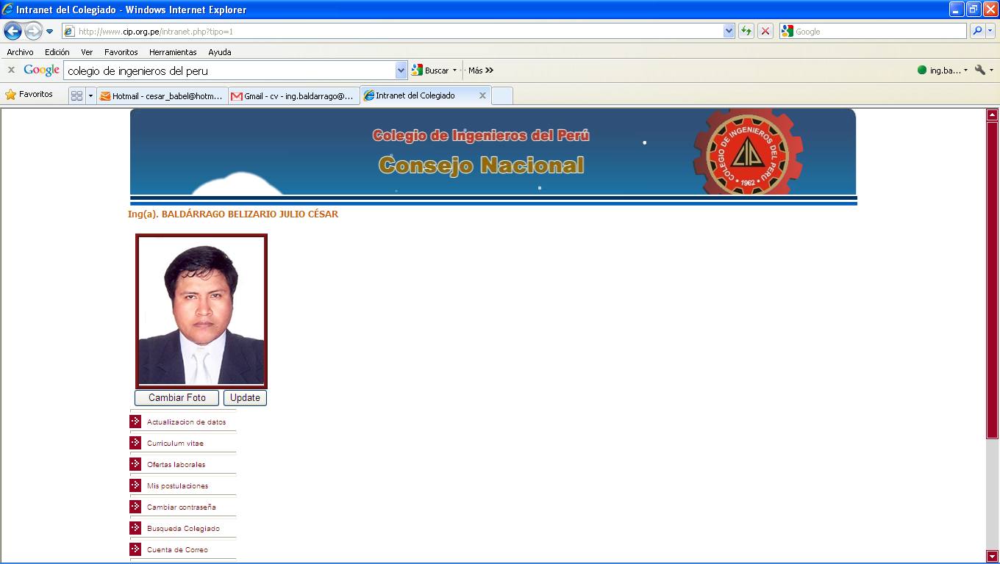 Intranet del Colegiado - Windows Internet Explorer
http://www.cip.org.pe/intranet.php?tipo=1
Google
Archivo Edición Ver Favoritos Herramientas Ayuda
x Google colegio de ingenieros del peru Buscar Más >> ing.ba...
Favoritos Hotmail - cesar_babel@hotm... Gmail - cv - ing.baldarrago@... Intranet del Colegiado X
Colegio de Ingenieros del Perú
Consejo Nacional
COLEGIO DE INGENIEROS DEL PERU
CIP
• 1962 •
Ing(a). BALDÁRRAGO BELIZARIO JULIO CÉSAR
Cambiar Foto Update
Actualizacion de datos
Curriculum vitae
Ofertas laborales
Mis postulaciones
Cambiar contraseña
Busqueda Colegiado
Cuenta de Correo